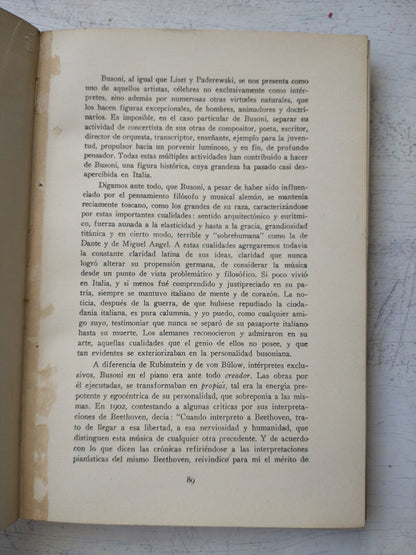 Busoni, al igual que Liszt y Paderewski, se nos presenta como
uno de aquellos artistas, célebres no exclusivamente como intér-
pretes, sino además por numerosas otras virtudes naturales, que
los hacen figuras excepcionales, de hombres, animadores y doctri-
narios. Es imposible, en el caso particular de Busoni, separar su
actividad de concertista de sus otras de compositor, poeta, escritor,
director de orquesta, transcriptor, enseñante, ejemplo para la juven-
tud, propulsor hacia un porvenir luminoso, y en fin, de profundo
pensador. Todas estas múltiples actividades han contribuido a hacer
de Busoni, una figura histórica, cuya grandeza ha pasado casi des-
apercibida en Italia.
Digamos ante todo, que Busoni, a pesar de haber sido influen-
ciado por el pensamiento filósofo y musical alemán, se mantenía
reciamente toscano, como los grandes de su raza, caracterizándose
por estas importantes cualidades: sentido arquitectónico y eurítmi-
co, fuerza aunada a la elasticidad y hasta a la gracia, grandiosidad
titánica y en cierto modo, terrible y "sobrehumana" como la de
Dante y de Miguel Angel. A estas cualidades agregaremos todavía
la constante claridad latina de sus ideas, claridad que nunca
logró alterar su propensión germana, de considerar la música
desde un punto de vista problemático y filosófico. Si poco vivió
en Italia, y si menos fué comprendido y justipreciado en su pa-
tria, siempre se mantuvo italiano de mente y de corazón. La no-
ticia, después de la guerra, de que hubiese repudiado la ciudada-
danía italiana, es pura calumnia, y yo puedo, como cualquier ami-
go suyo, testimoniar que nunca se separó de su pasaporte italiano
hasta su muerte. Los alemanes reconocieron y admiraron en su
arte, aquellas cualidades que el genio de ellos no posee, y que
tan evidentes se exteriorizaban en la personalidad busoniana.
A diferencia de Rubinstein y de von Bülow, intérpretes exclu-
sivos, Busoni en el piano era ante todo creador. Las obras por
él ejecutadas, se transformaban en propias, tal era la energía po-
tente y egocéntrica de su personalidad, que sobreponía a las mis-
mas. En 1902, contestando a algunas críticas por sus interpreta-
ciones de Beethoven, decía: "Cuando interpreto a Beethoven, tra-
to de llegar a esa libertad, a esa nerviosidad y humanidad, que
distinguen esta música de cualquier otra precedente. Y de acuerdo
con lo que dicen las crónicas refiriéndose a las interpretaciones
pianísticas del mismo Beethoven, reivindico para mí el mérito de
89